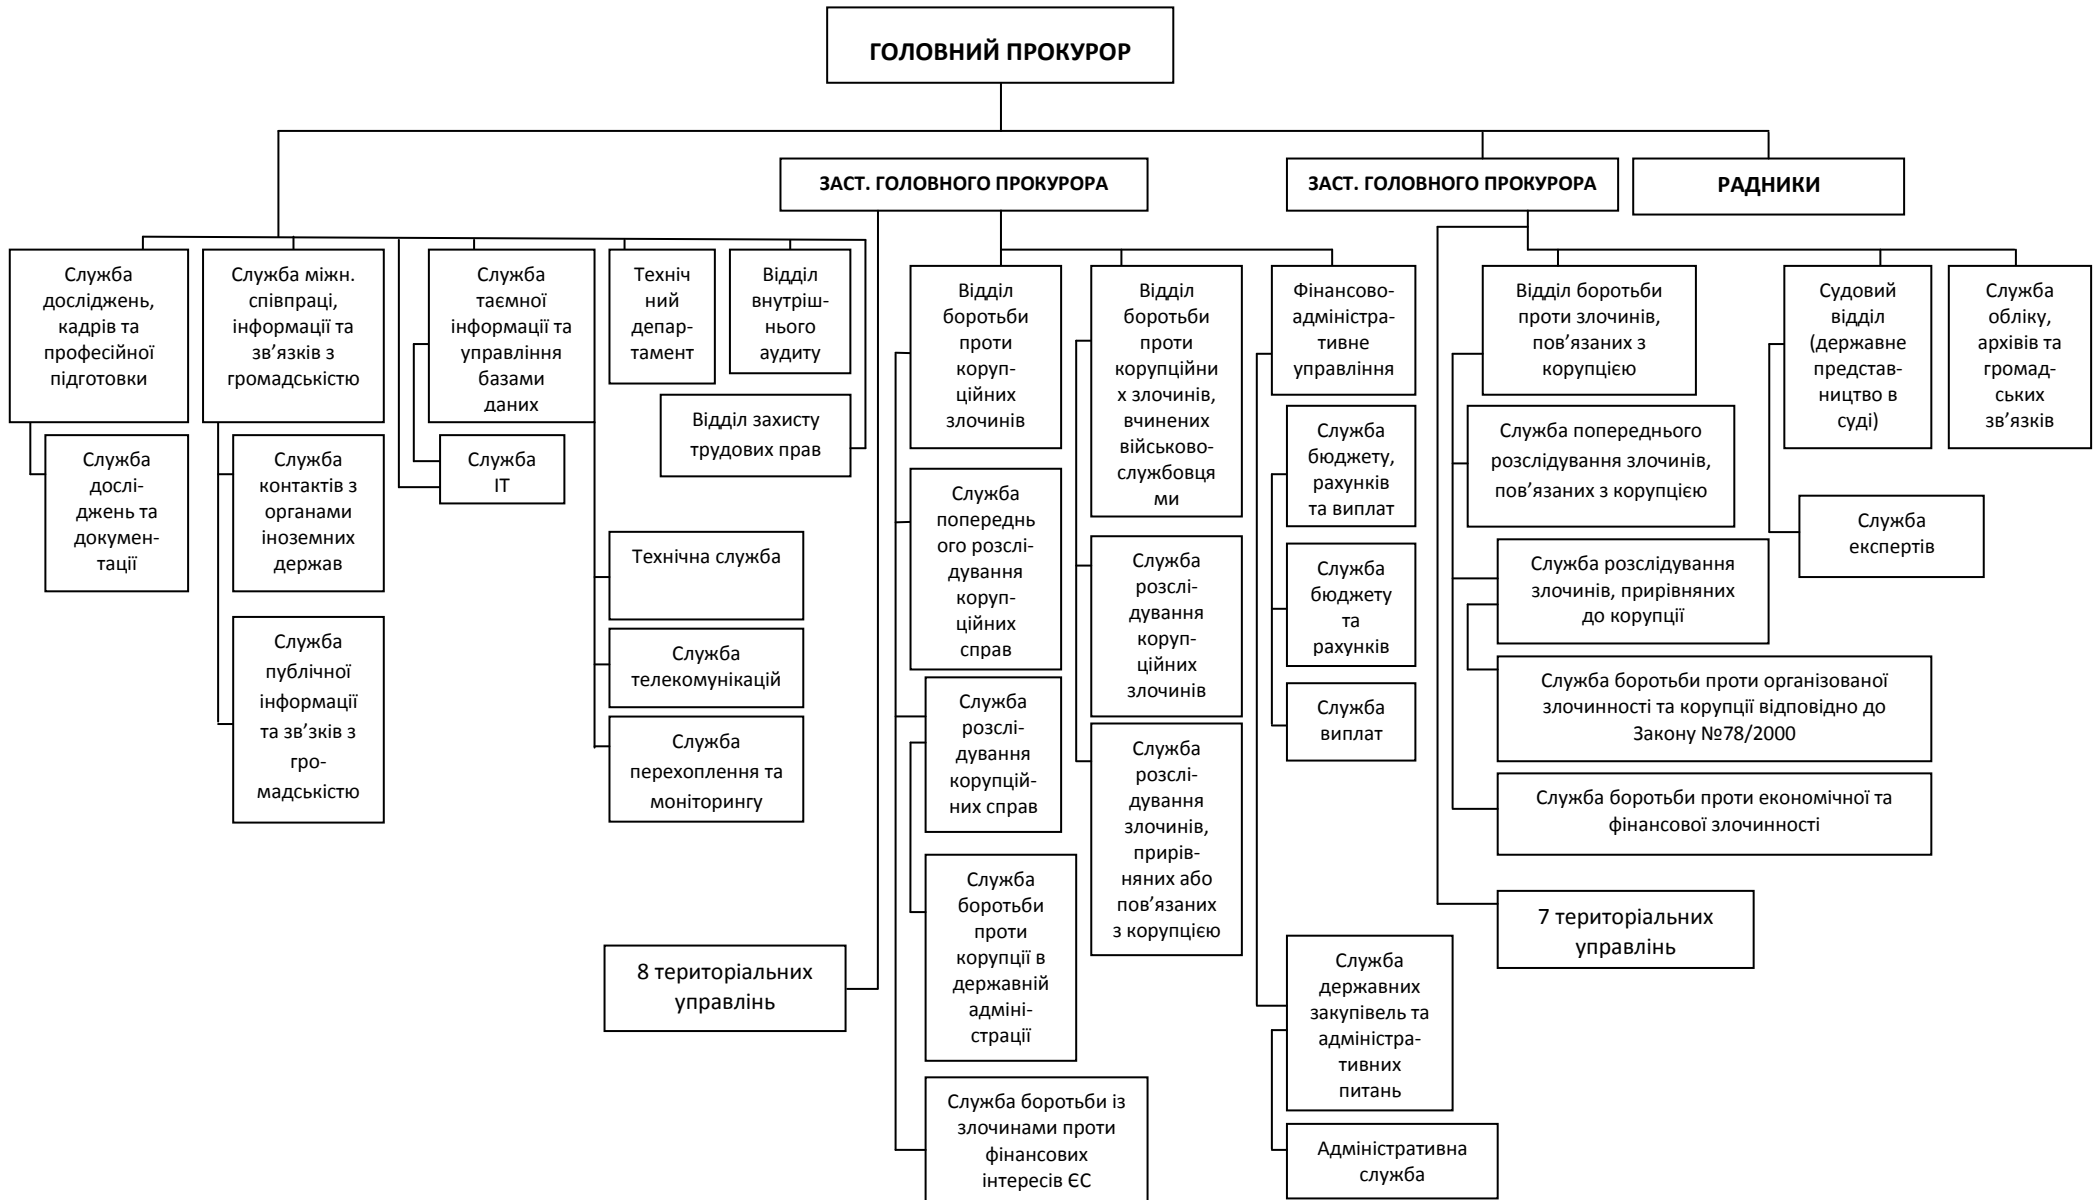 ГОЛОВНИЙ ПРОКУРОР
ЗАСТ. ГОЛОВНОГО ПРОКУРОРА
ЗАСТ. ГОЛОВНОГО ПРОКУРОРА
РАДНИКИ
Служба
досліджень,
кадрів та
професійної
підготовки
Служба міжн.
співпраці,
інформації та
зв’язків з
громадськістю
Служба
таємної
інформації та
управління
базами
даних
Техніч
ний
депар-
тамент
Відділ
внутріш-
нього
аудиту
Відділ захисту
трудових прав
Служба
дослі-
джень та
докумен-
тації
Служба
контактів з
органами
іноземних
держав
Служба
ІТ
Служба
публічної
інформації
та зв’зків з
гро-
мадськістю
Технічна служба
Служба
телекомунікацій
Служба
перехоплення та
моніторингу
8 територіальних
управлінь
Відділ
боротьби
проти
коруп-
ційних
злочинів
Служба
попереднь
ого розслі-
дування
коруп-
ційних
справ
Служба
розслі-
дування
корупцій-
них справ
Служба
боротьби
проти
корупції в
державній
адміні-
страції
Служба боротьби із
злочинами проти
фінансових
інтересів ЄС
Відділ
боротьби
проти
корупційни
х злочинів,
вчинених
військово-
службовця
ми
Служба
розслі-
дування
коруп-
ційних
злочинів
Служба
розслі-
дування
злочинів,
прирів-
няних або
пов’язаних
з корупцією
Фінансово-
адміністра-
тивне
управління
Служба
бюджету,
рахунків
та виплат
Служба
бюджету
та
рахунків
Служба
виплат
Служба
державних
закупівель та
адміністра-
тивних
питань
Адміністративна
служба
Відділ боротьби
проти злочинів,
пов’язаних з
корупцією
Служба попереднього
розслідування злочинів,
пов’язаних з корупцією
Служба розслідування
злочинів, прирівняних
до корупції
Служба боротьби проти організованої
злочинності та корупції відповідно до
Закону №78/2000
Служба боротьби проти економічної та
фінансової злочинності
7 територіальних
управлінь
Судовий
відділ
(державне
представ-
ництво в
суді)
Служба
експертів
Служба
обліку,
архівів та
громад-
ських
зв’язків